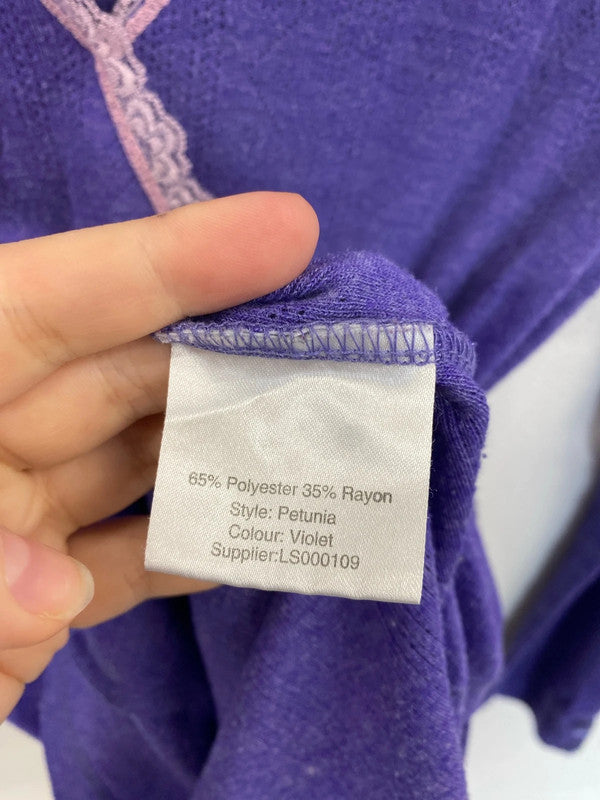 65% Polyester 35% Rayon
Style: Petunia
Colour: Violet
Supplier:LS000109